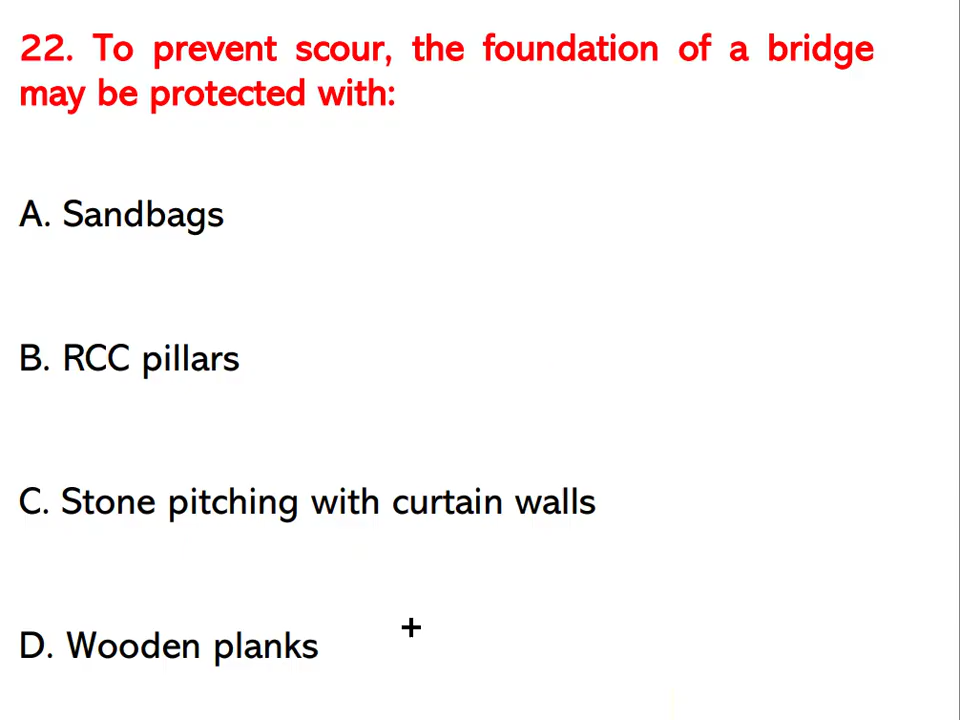 22. To prevent scour, the foundation of a bridge
may be protected with:
A. Sandbags
B. RCC pillars
C. Stone pitching with curtain walls
D. Wooden planks